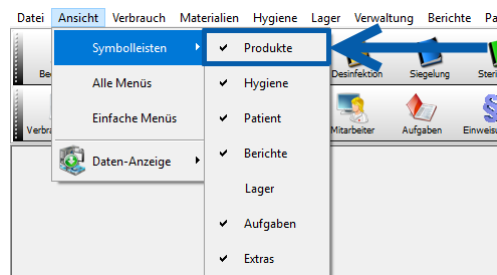 Datei Ansicht Verbrauch Materialien Hygiene Lager Verwaltung Berichte
Symbolleisten
Produkte
Desinfektion Siegelung
Alle Menüs
Hygiene
Einfache Menüs
Patient
Mitarbeiter Aufgaben
Daten-Anzeige
Berichte
Lager
Aufgaben
Extras